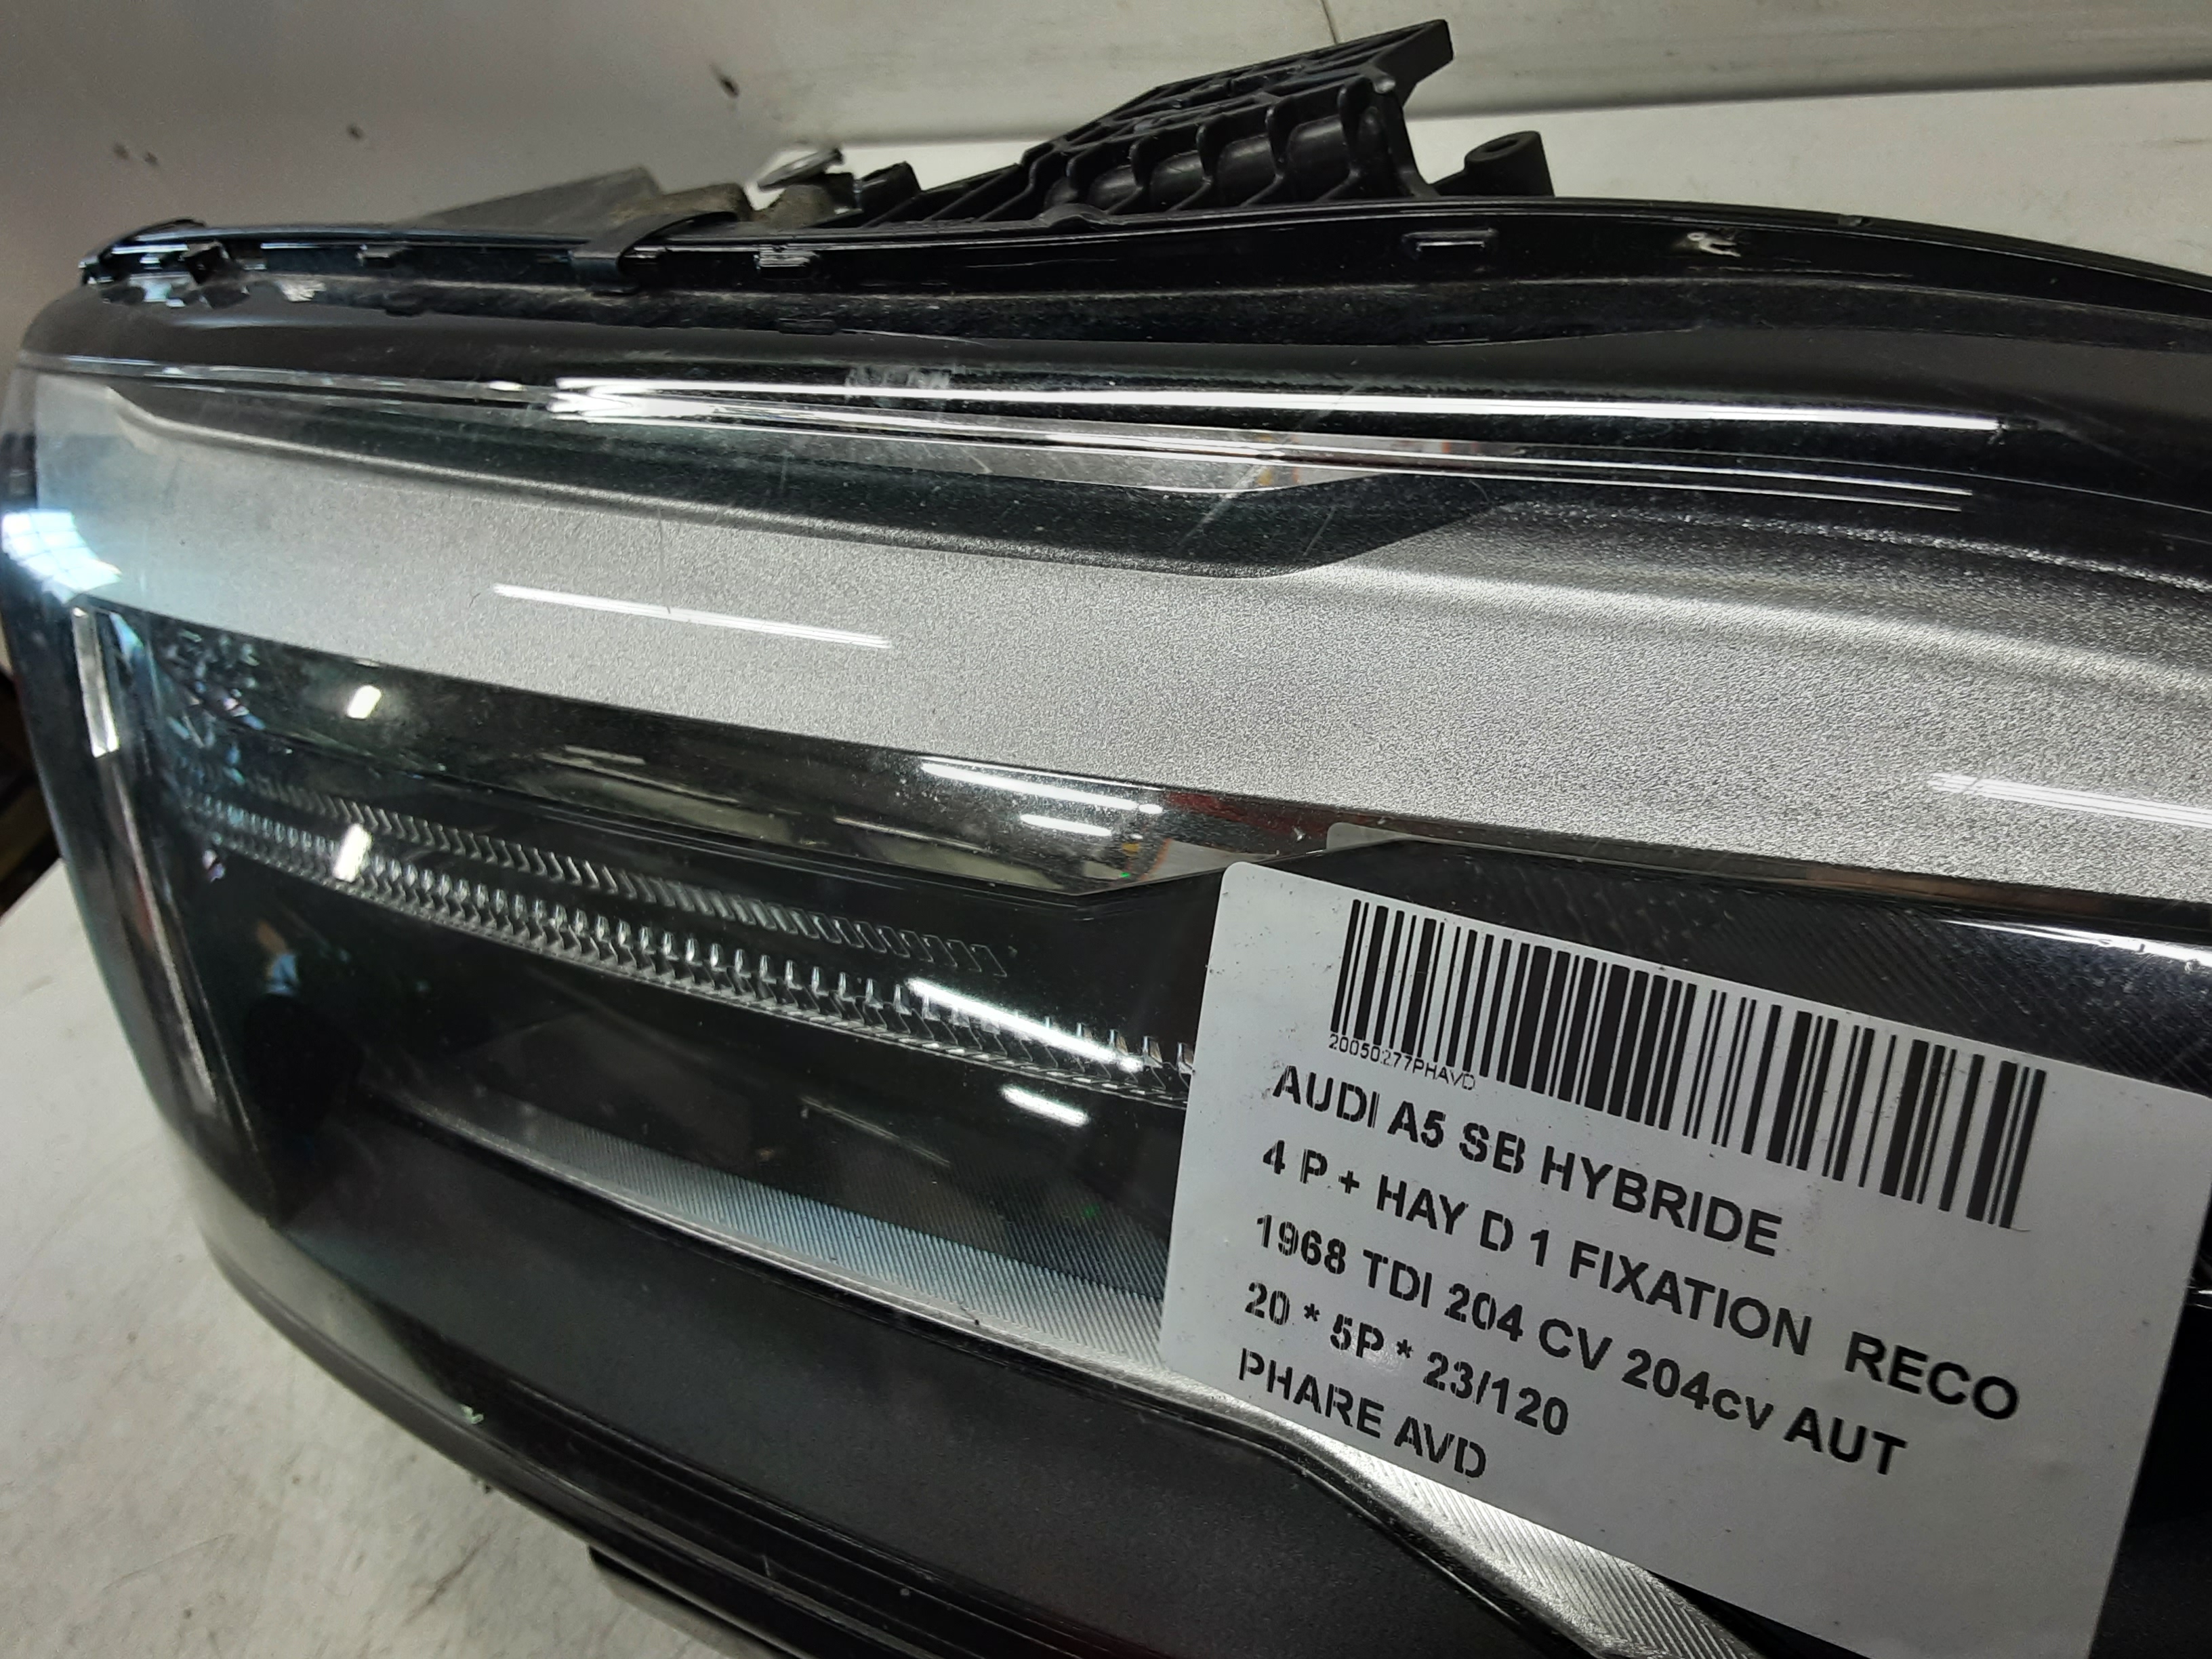 20050277PHAVD
AUDI A5 SB HYBRIDE
4 P + HAY D 1 FIXATION RECO
1968 TDI 204 CV 204cv AUT
20 * 5P * 23/120
PHARE AVD